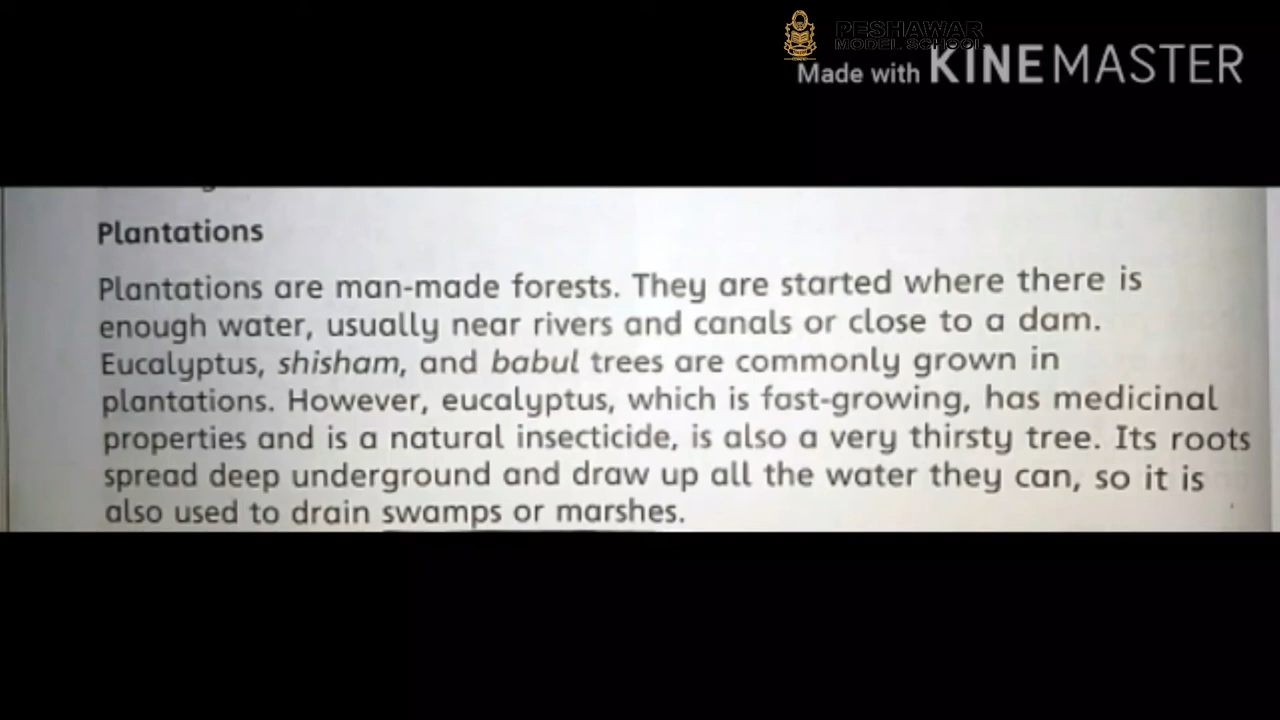 PESHAWAR
MODEL SCHOOL
Made with KINEMASTER
Plantations
Plantations are man-made forests. They are started where there is
enough water, usually near rivers and canals or close to a dam.
Eucalyptus, shisham, and babul trees are commonly grown in
plantations. However, eucalyptus, which is fast-growing, has medicinal
properties and is a natural insecticide, is also a very thirsty tree. Its roots
spread deep underground and draw up all the water they can, so it is
also used to drain swamps or marshes.